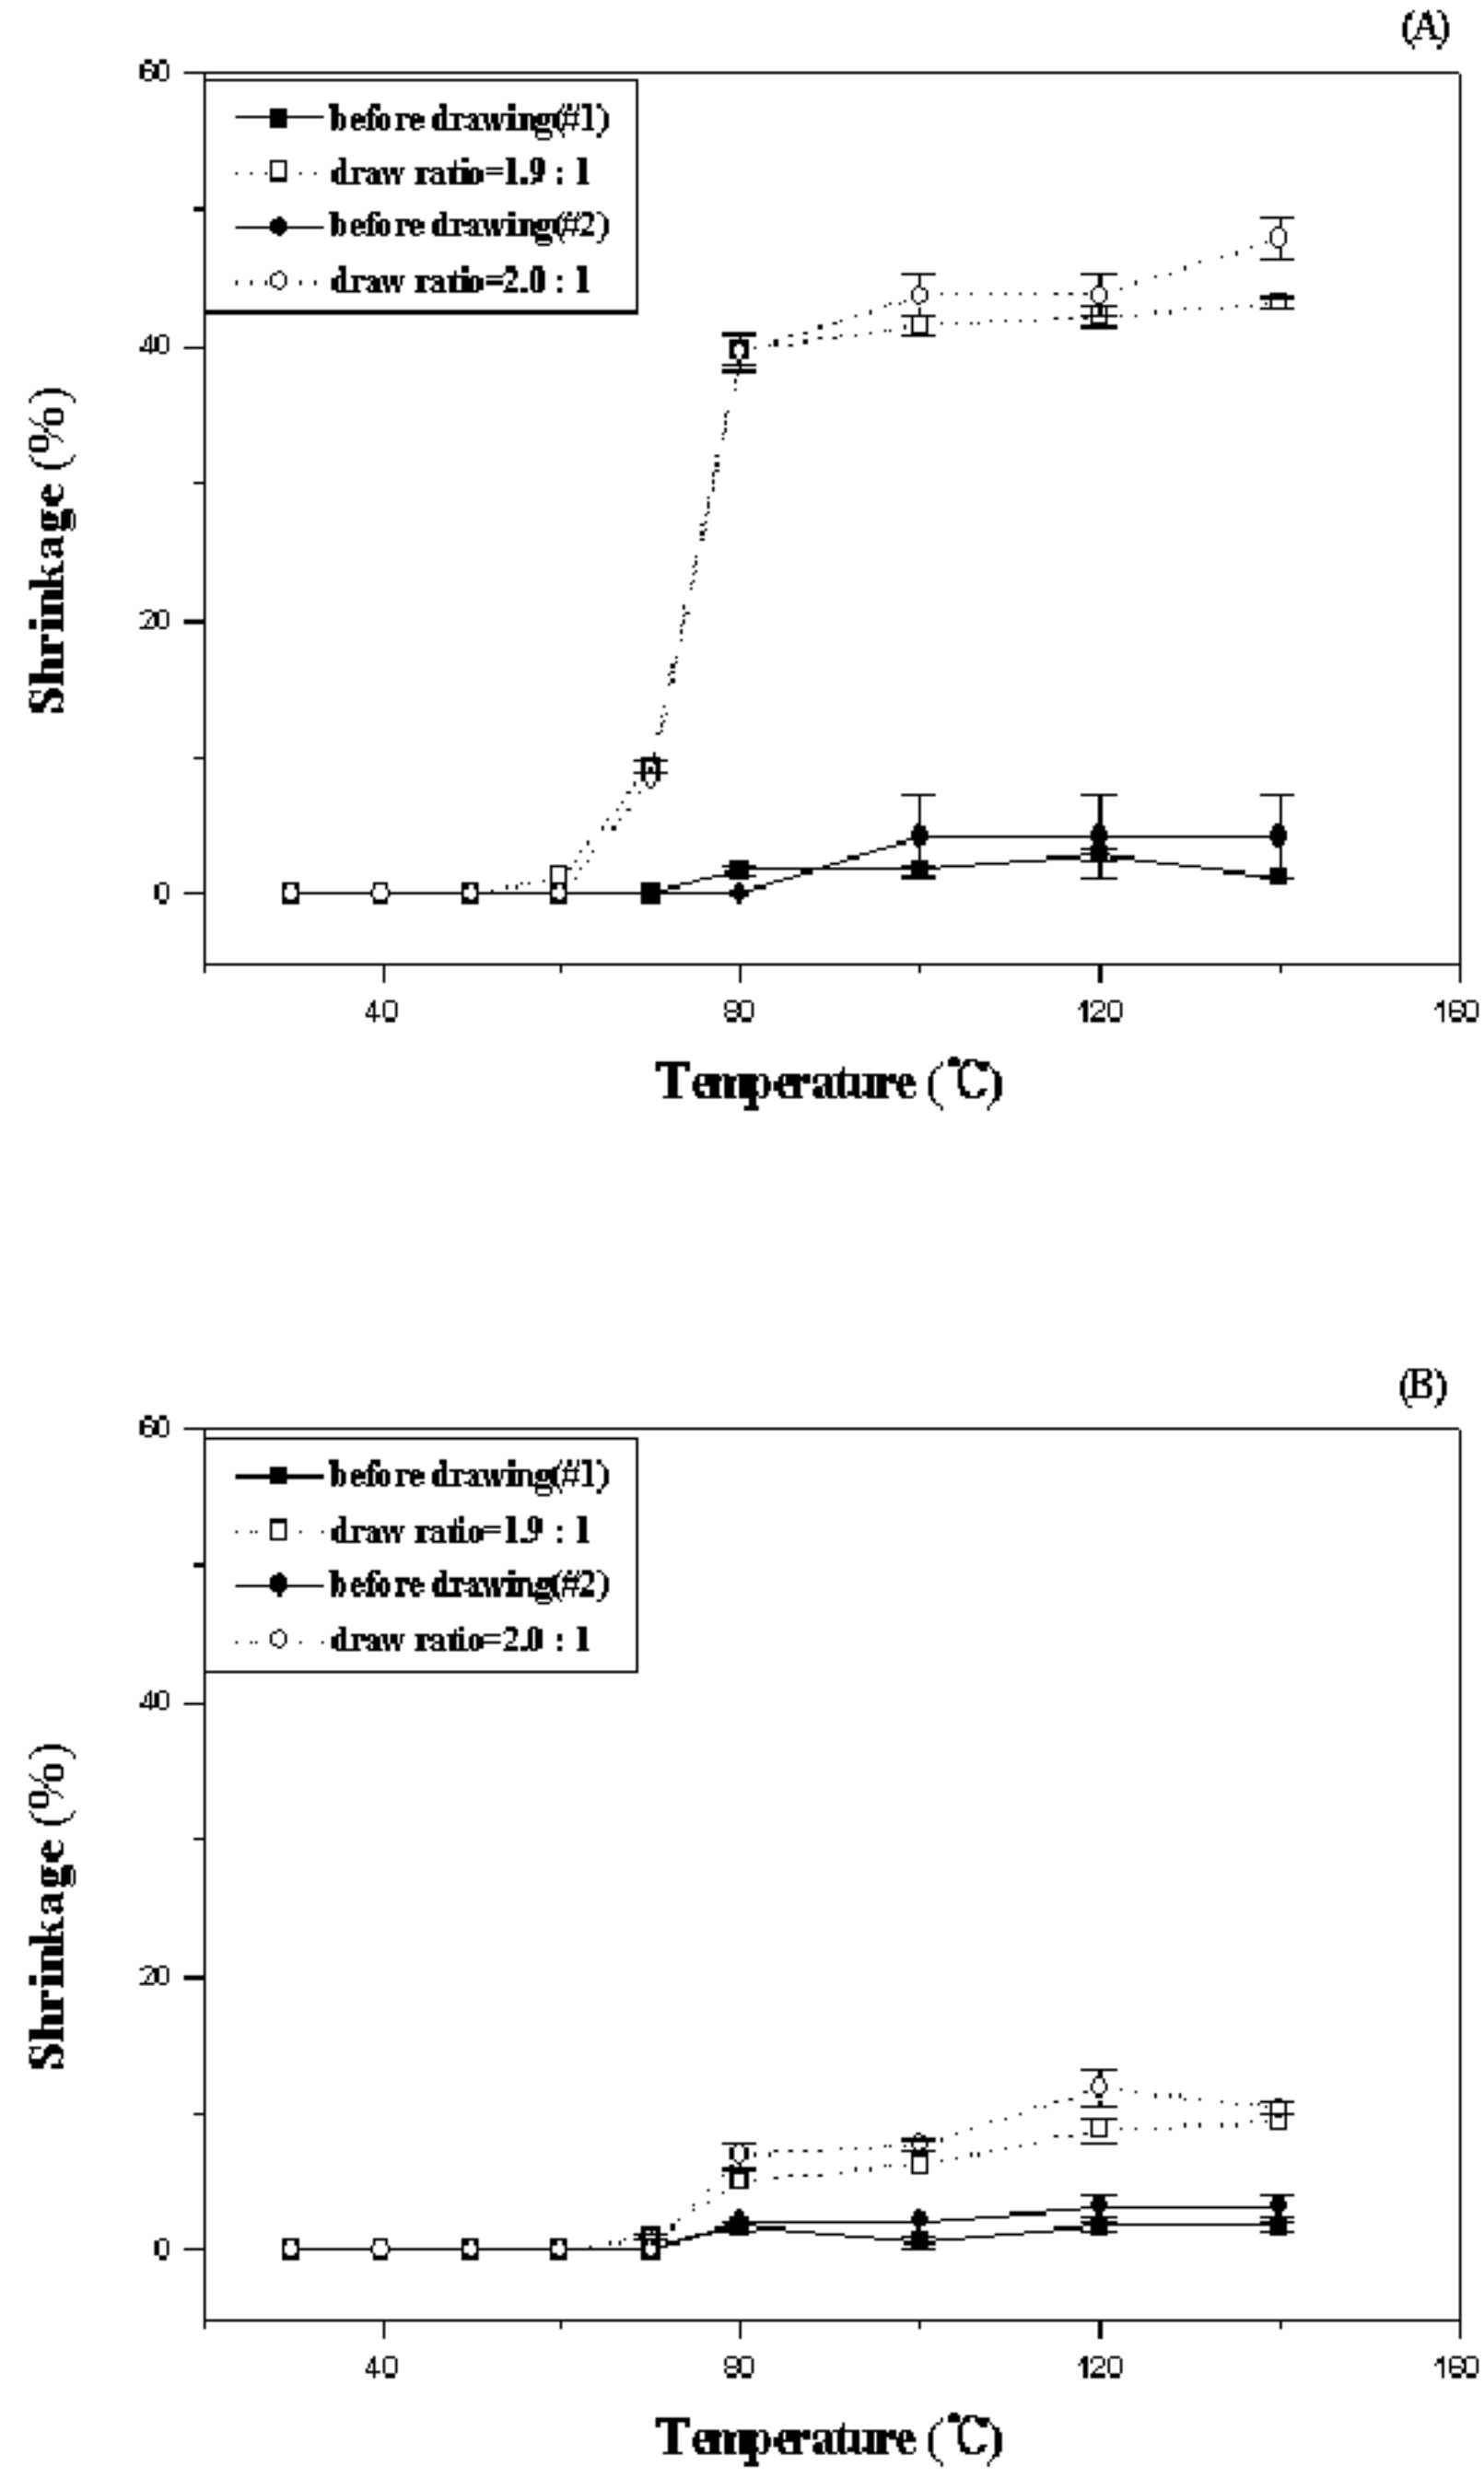 (A)
60
before drawing(#1)
draw ratio=1.9 : 1
before drawing(#2)
draw ratio=2.0 : 1
40
20
0
Shrinkage (%)
40 80 120 160
Temperature (℃)
(B)
60
before drawing(#1)
draw ratio=1.9 : 1
before drawing(#2)
draw ratio=2.0 : 1
40
20
0
Shrinkage (%)
40 80 120 160
Temperature (℃)